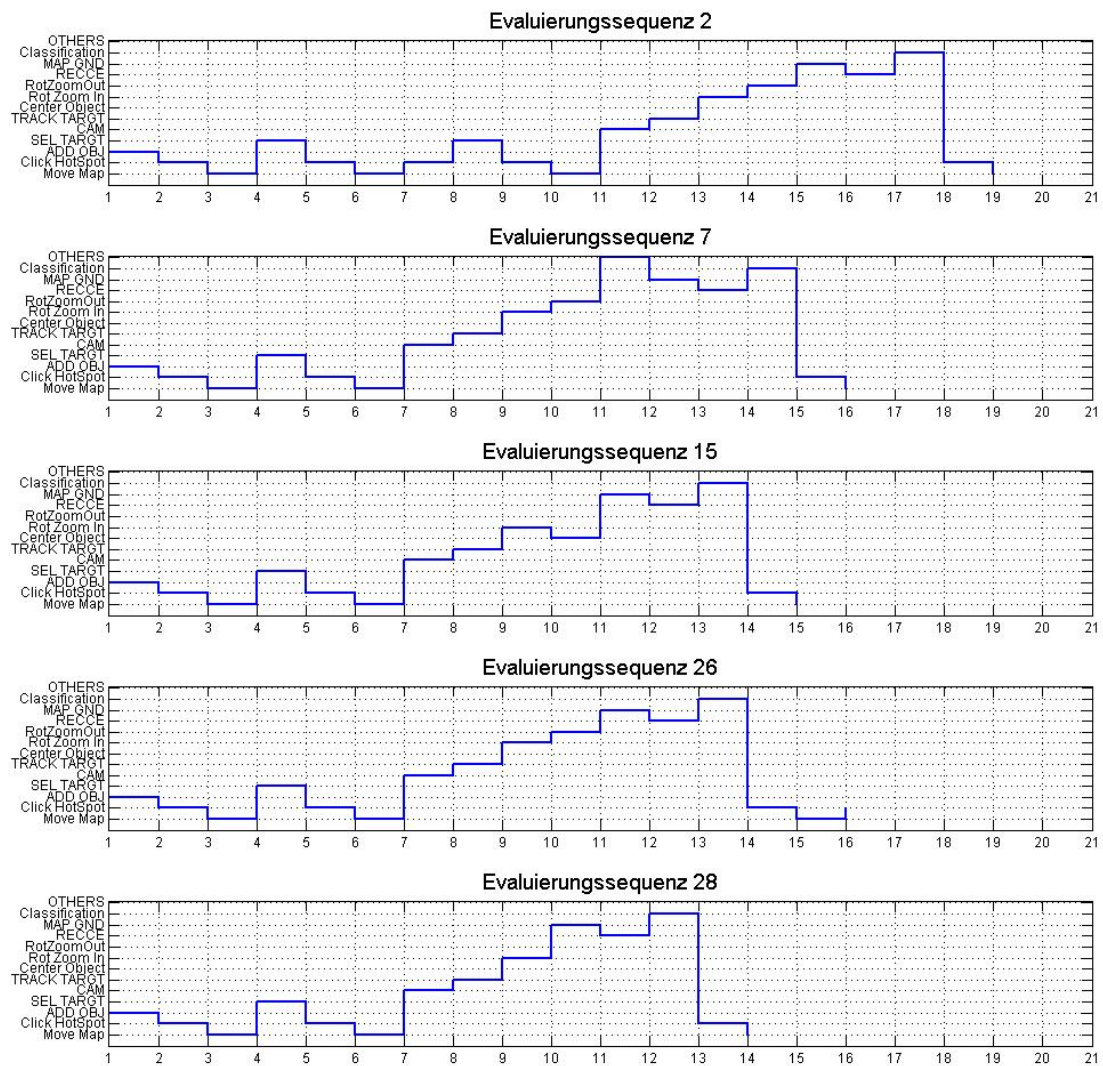 Evaluierungssequenz 2
OTHERS
Classification
MAP GND
RECCE
RotZoomOut
Rot Zoom In
Center Object
TRACK TARGT
CAM
SEL TARGT
ADD OBJ
Click HotSpot
Move Map
1 2 3 4 5 6 7 8 9 10 11 12 13 14 15 16 17 18 19 20 21
Evaluierungssequenz 7
OTHERS
Classification
MAP GND
RECCE
RotZoomOut
Rot Zoom In
Center Object
TRACK TARGT
CAM
SEL TARGT
ADD OBJ
Click HotSpot
Move Map
1 2 3 4 5 6 7 8 9 10 11 12 13 14 15 16 17 18 19 20 21
Evaluierungssequenz 15
OTHERS
Classification
MAP GND
RECCE
RotZoomOut
Rot Zoom In
Center Object
TRACK TARGT
CAM
SEL TARGT
ADD OBJ
Click HotSpot
Move Map
1 2 3 4 5 6 7 8 9 10 11 12 13 14 15 16 17 18 19 20 21
Evaluierungssequenz 26
OTHERS
Classification
MAP GND
RECCE
RotZoomOut
Rot Zoom In
Center Object
TRACK TARGT
CAM
SEL TARGT
ADD OBJ
Click HotSpot
Move Map
1 2 3 4 5 6 7 8 9 10 11 12 13 14 15 16 17 18 19 20 21
Evaluierungssequenz 28
OTHERS
Classification
MAP GND
RECCE
RotZoomOut
Rot Zoom In
Center Object
TRACK TARGT
CAM
SEL TARGT
ADD OBJ
Click HotSpot
Move Map
1 2 3 4 5 6 7 8 9 10 11 12 13 14 15 16 17 18 19 20 21